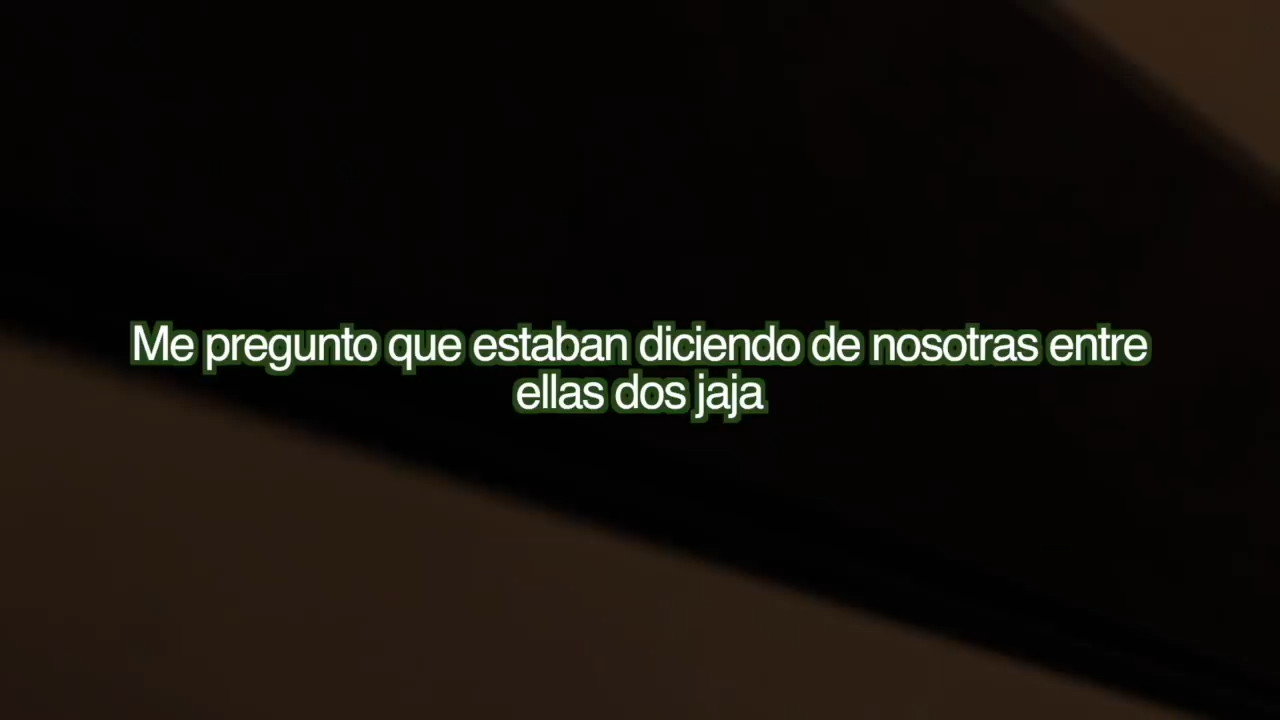 Me pregunto que estaban diciendo de nosotras entre
ellas dos jaja